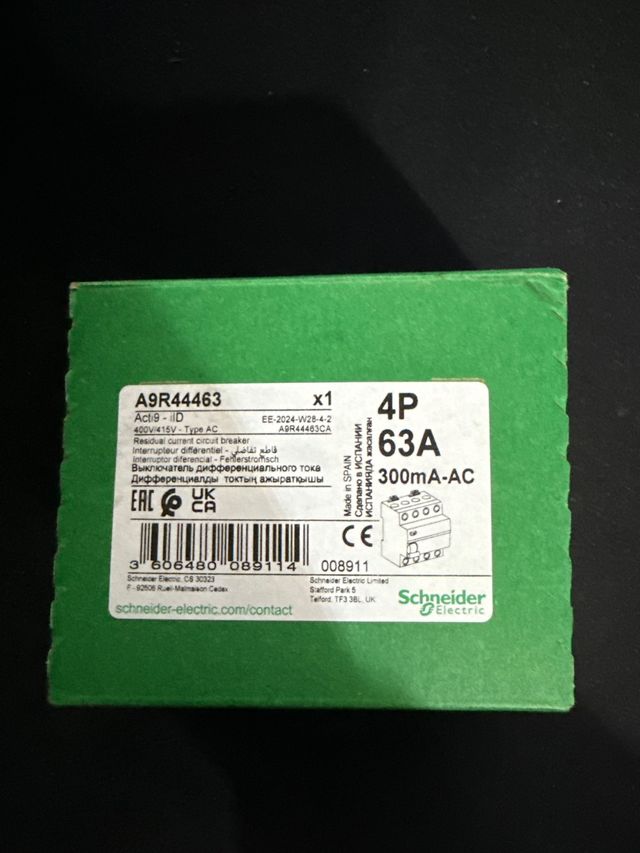 A9R44463 x1
Acti9 - iID EE-2024-W28-4-2
400V/415V - Type AC A9R44463CA
Residual current circuit breaker
Interrupteur différentiel - قاطع تفاضلي
Interruptor diferencial - Fehlerstromsch
Выключатель дифференциального тока
Дифференциалды токтың ажыратқышы
EAC UK CA
3 606480 089114
008911
Schneider Electric, CS 30323
F - 92506 Rueil-Malmaison Cedex
Schneider Electric Limited
Stafford Park 5
Telford, TF3 3BL, UK
schneider-electric.com/contact
Made in SPAIN
Сделано в ИСПАНИИ
ИСПАНИЯДА жасалған
4P
63A
300mA-AC
CE
Schneider
Electric